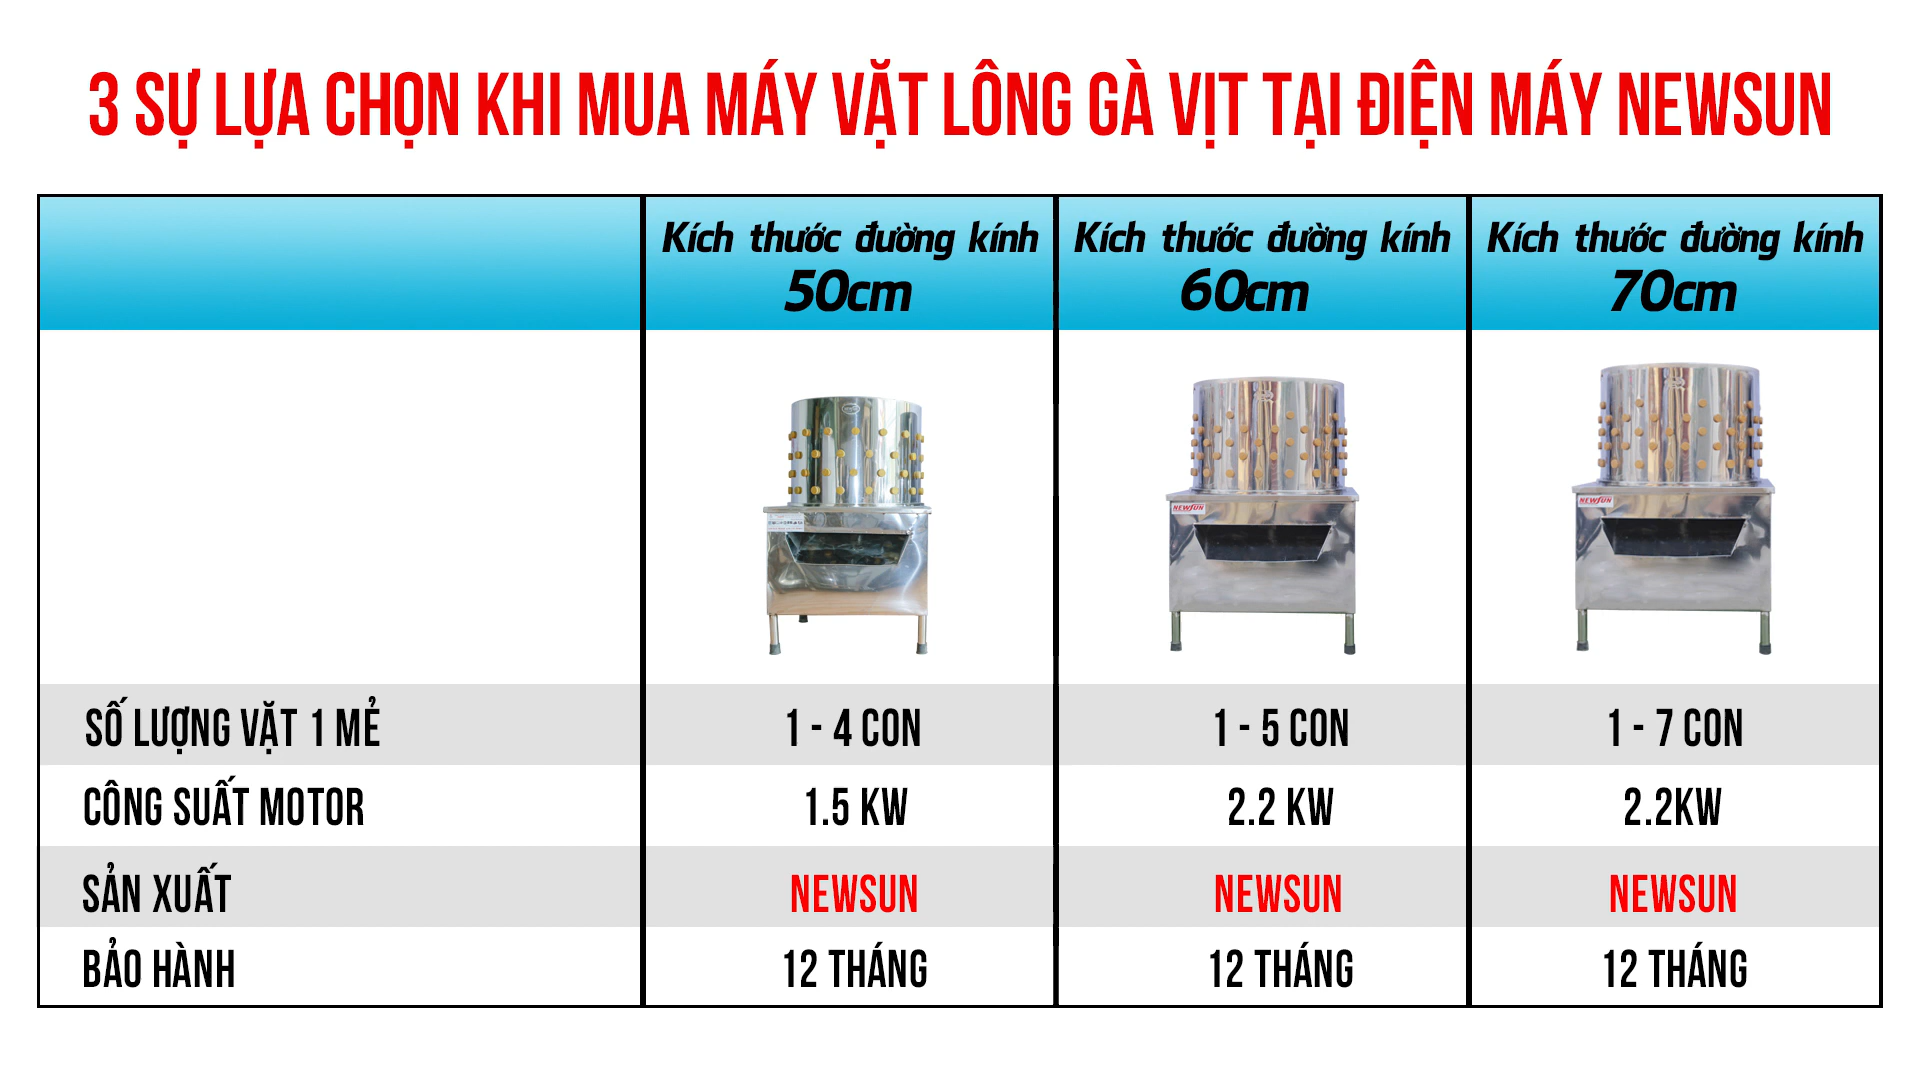 3 SỰ LỰA CHỌN KHI MUA MÁY VẶT LÔNG GÀ VỊT TẠI ĐIỆN MÁY NEWSUN
Kích thước đường kính
50cm
Kích thước đường kính
60cm
Kích thước đường kính
70cm
NEWSUN
NEWSUN
SỐ LƯỢNG VẶT 1 MẺ
1 - 4 CON
1 - 5 CON
1 - 7 CON
CÔNG SUẤT MOTOR
1.5 KW
2.2 KW
2.2KW
SẢN XUẤT
NEWSUN
NEWSUN
NEWSUN
BẢO HÀNH
12 THÁNG
12 THÁNG
12 THÁNG